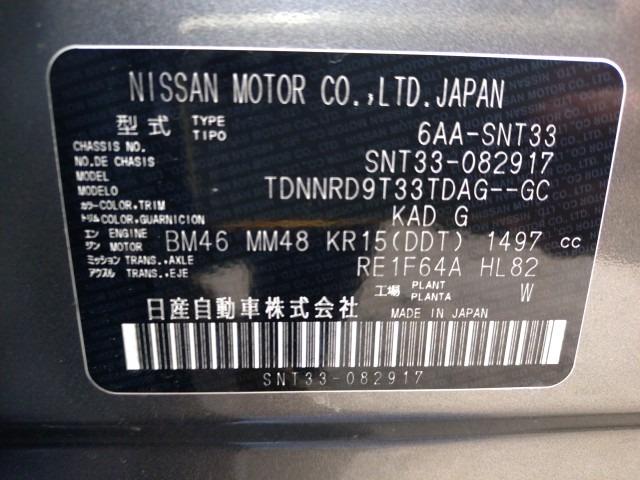 NISSAN MOTOR CO.,LTD.JAPAN
型式 TYPE TIPO 6AA-SNT33
CHASSIS NO. NO.DE CHASIS SNT33-082917
MODEL MODELO TDNNRD9T33TDAG--GC
カラー COLOR,TRIM トリム COLOR,GUARNICION KAD G
エンジン ENGINE MOTOR BM46 MM48 KR15(DDT) 1497 cc
ミッション TRANS.,AXLE アクスル TRANS.,EJE RE1F64A HL82
工場 PLANT PLANTA W
日産自動車株式会社 MADE IN JAPAN
SNT33-082917